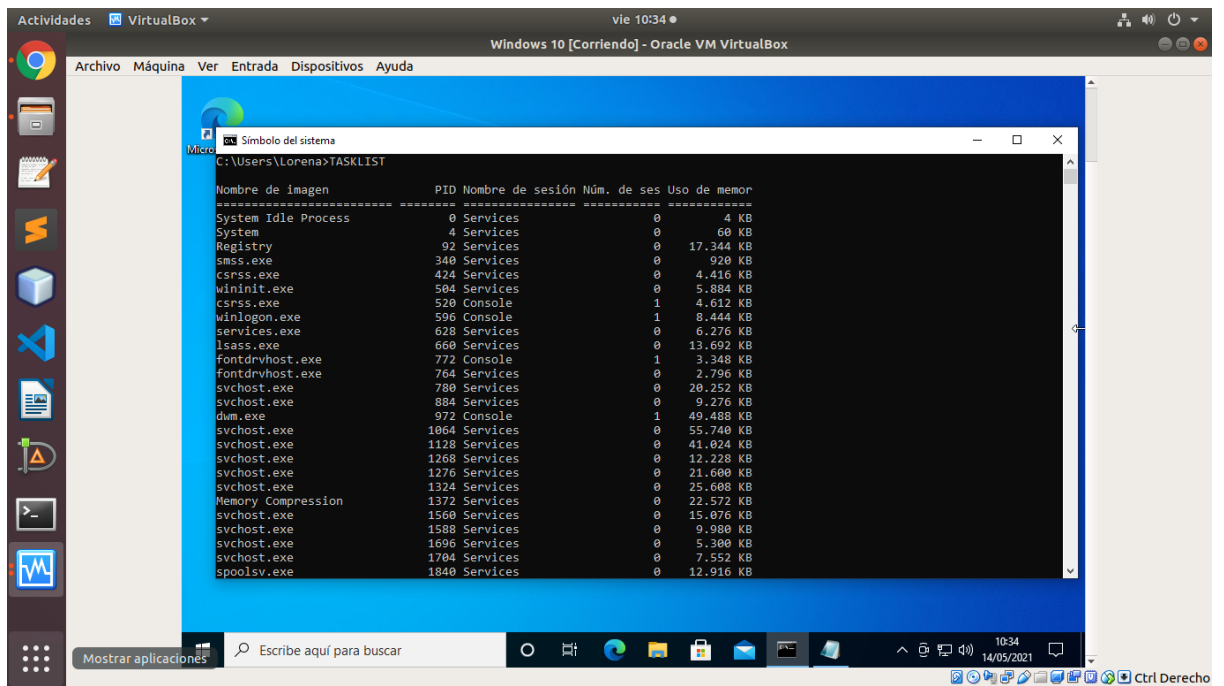 Actividades VirtualBox vie 10:34
Windows 10 [Corriendo] - Oracle VM VirtualBox
Archivo Máquina Ver Entrada Dispositivos Ayuda
Micro
Símbolo del sistema
C:\Users\Lorena>TASKLIST
Nombre de imagen PID Nombre de sesión Núm. de ses Uso de memor
========================= ======== ================ =========== ============
System Idle Process 0 Services 0 4 KB
System 4 Services 0 60 KB
Registry 92 Services 0 17.344 KB
smss.exe 340 Services 0 920 KB
csrss.exe 424 Services 0 4.416 KB
wininit.exe 504 Services 0 5.884 KB
csrss.exe 520 Console 1 4.612 KB
winlogon.exe 596 Console 1 8.444 KB
services.exe 628 Services 0 6.276 KB
lsass.exe 660 Services 0 13.692 KB
fontdrvhost.exe 772 Console 1 3.348 KB
fontdrvhost.exe 764 Services 0 2.796 KB
svchost.exe 780 Services 0 20.252 KB
svchost.exe 884 Services 0 9.276 KB
dwm.exe 972 Console 1 49.488 KB
svchost.exe 1064 Services 0 55.740 KB
svchost.exe 1128 Services 0 41.024 KB
svchost.exe 1268 Services 0 12.228 KB
svchost.exe 1276 Services 0 21.600 KB
svchost.exe 1324 Services 0 25.608 KB
Memory Compression 1372 Services 0 22.572 KB
svchost.exe 1560 Services 0 15.076 KB
svchost.exe 1588 Services 0 9.980 KB
svchost.exe 1696 Services 0 5.300 KB
svchost.exe 1704 Services 0 7.552 KB
spoolsv.exe 1840 Services 0 12.916 KB
Mostrar aplicaciones
Escribe aquí para buscar
10:34
14/05/2021
Ctrl Derecho